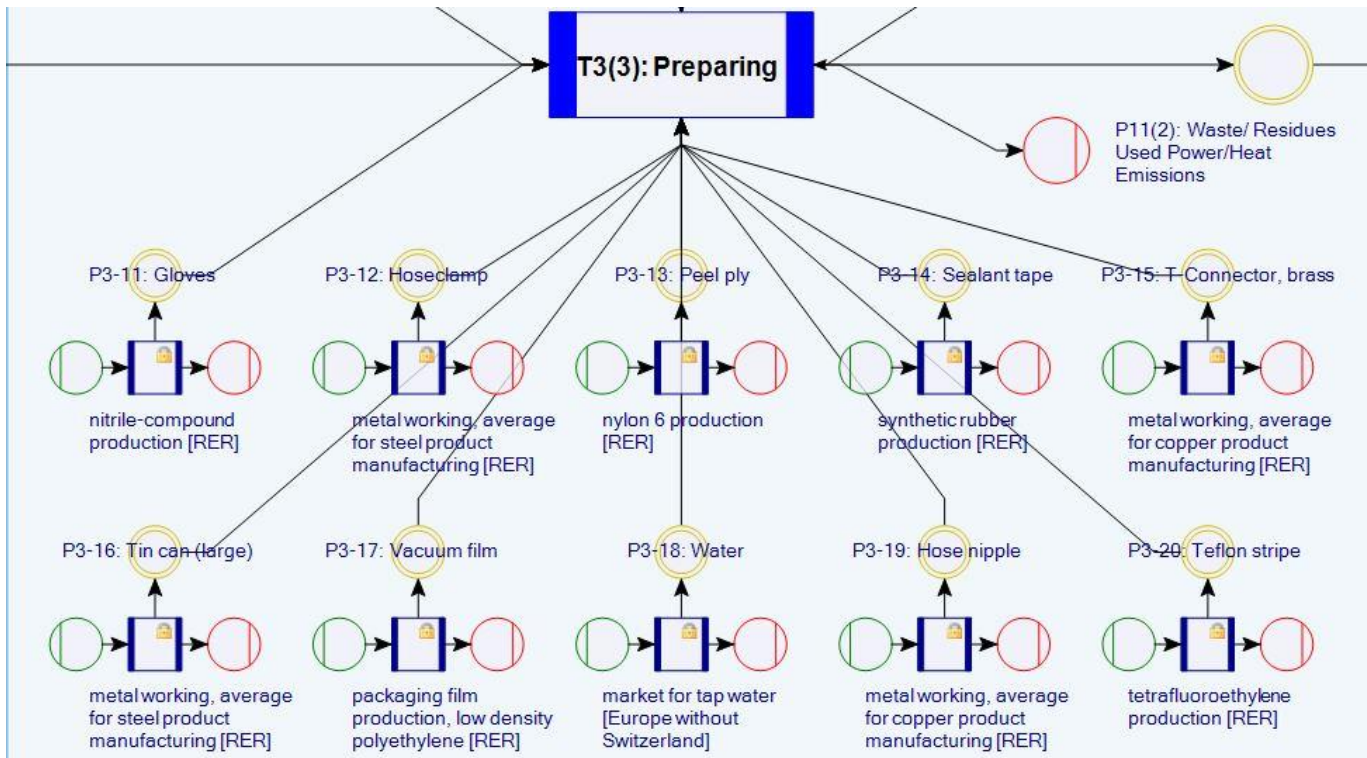 T3(3): Preparing
P11(2): Waste/ Residues
Used Power/Heat
Emissions
P3-11: Gloves
P3-12: Hoseclamp
P3-13: Peel ply
P3-14: Sealant tape
P3-15: T-Connector, brass
nitrile-compound
production [RER]
metal working, average
for steel product
manufacturing [RER]
nylon 6 production
[RER]
synthetic rubber
production [RER]
metal working, average
for copper product
manufacturing [RER]
P3-16: Tin can (large)
P3-17: Vacuum film
P3-18: Water
P3-19: Hose nipple
P3-20: Teflon stripe
metal working, average
for steel product
manufacturing [RER]
packaging film
production, low density
polyethylene [RER]
market for tap water
[Europe without
Switzerland]
metal working, average
for copper product
manufacturing [RER]
tetrafluoroethylene
production [RER]